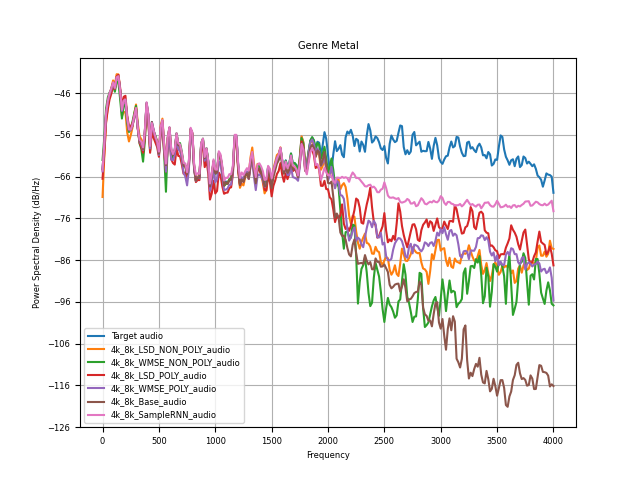 Genre Metal
Power Spectral Density (dB/Hz)
−46
−56
−66
−76
−86
−96
−106
−116
−126
Target audio
4k_8k_LSD_NON_POLY_audio
4k_8k_WMSE_NON_POLY_audio
4k_8k_LSD_POLY_audio
4k_8k_WMSE_POLY_audio
4k_8k_Base_audio
4k_8k_SampleRNN_audio
0 500 1000 1500 2000 2500 3000 3500 4000
Frequency